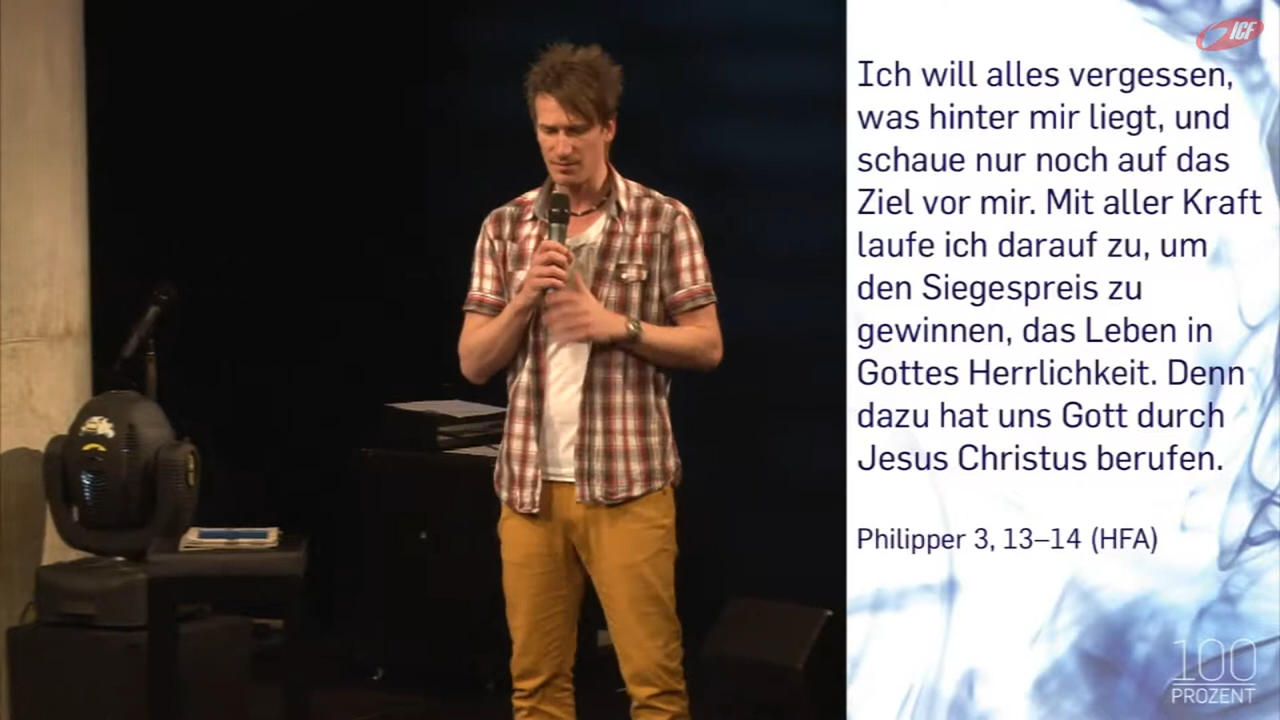 ICF
Ich will alles vergessen,
was hinter mir liegt, und
schaue nur noch auf das
Ziel vor mir. Mit aller Kraft
laufe ich darauf zu, um
den Siegespreis zu
gewinnen, das Leben in
Gottes Herrlichkeit. Denn
dazu hat uns Gott durch
Jesus Christus berufen.
Philipper 3, 13–14 (HFA)
100
PROZENT